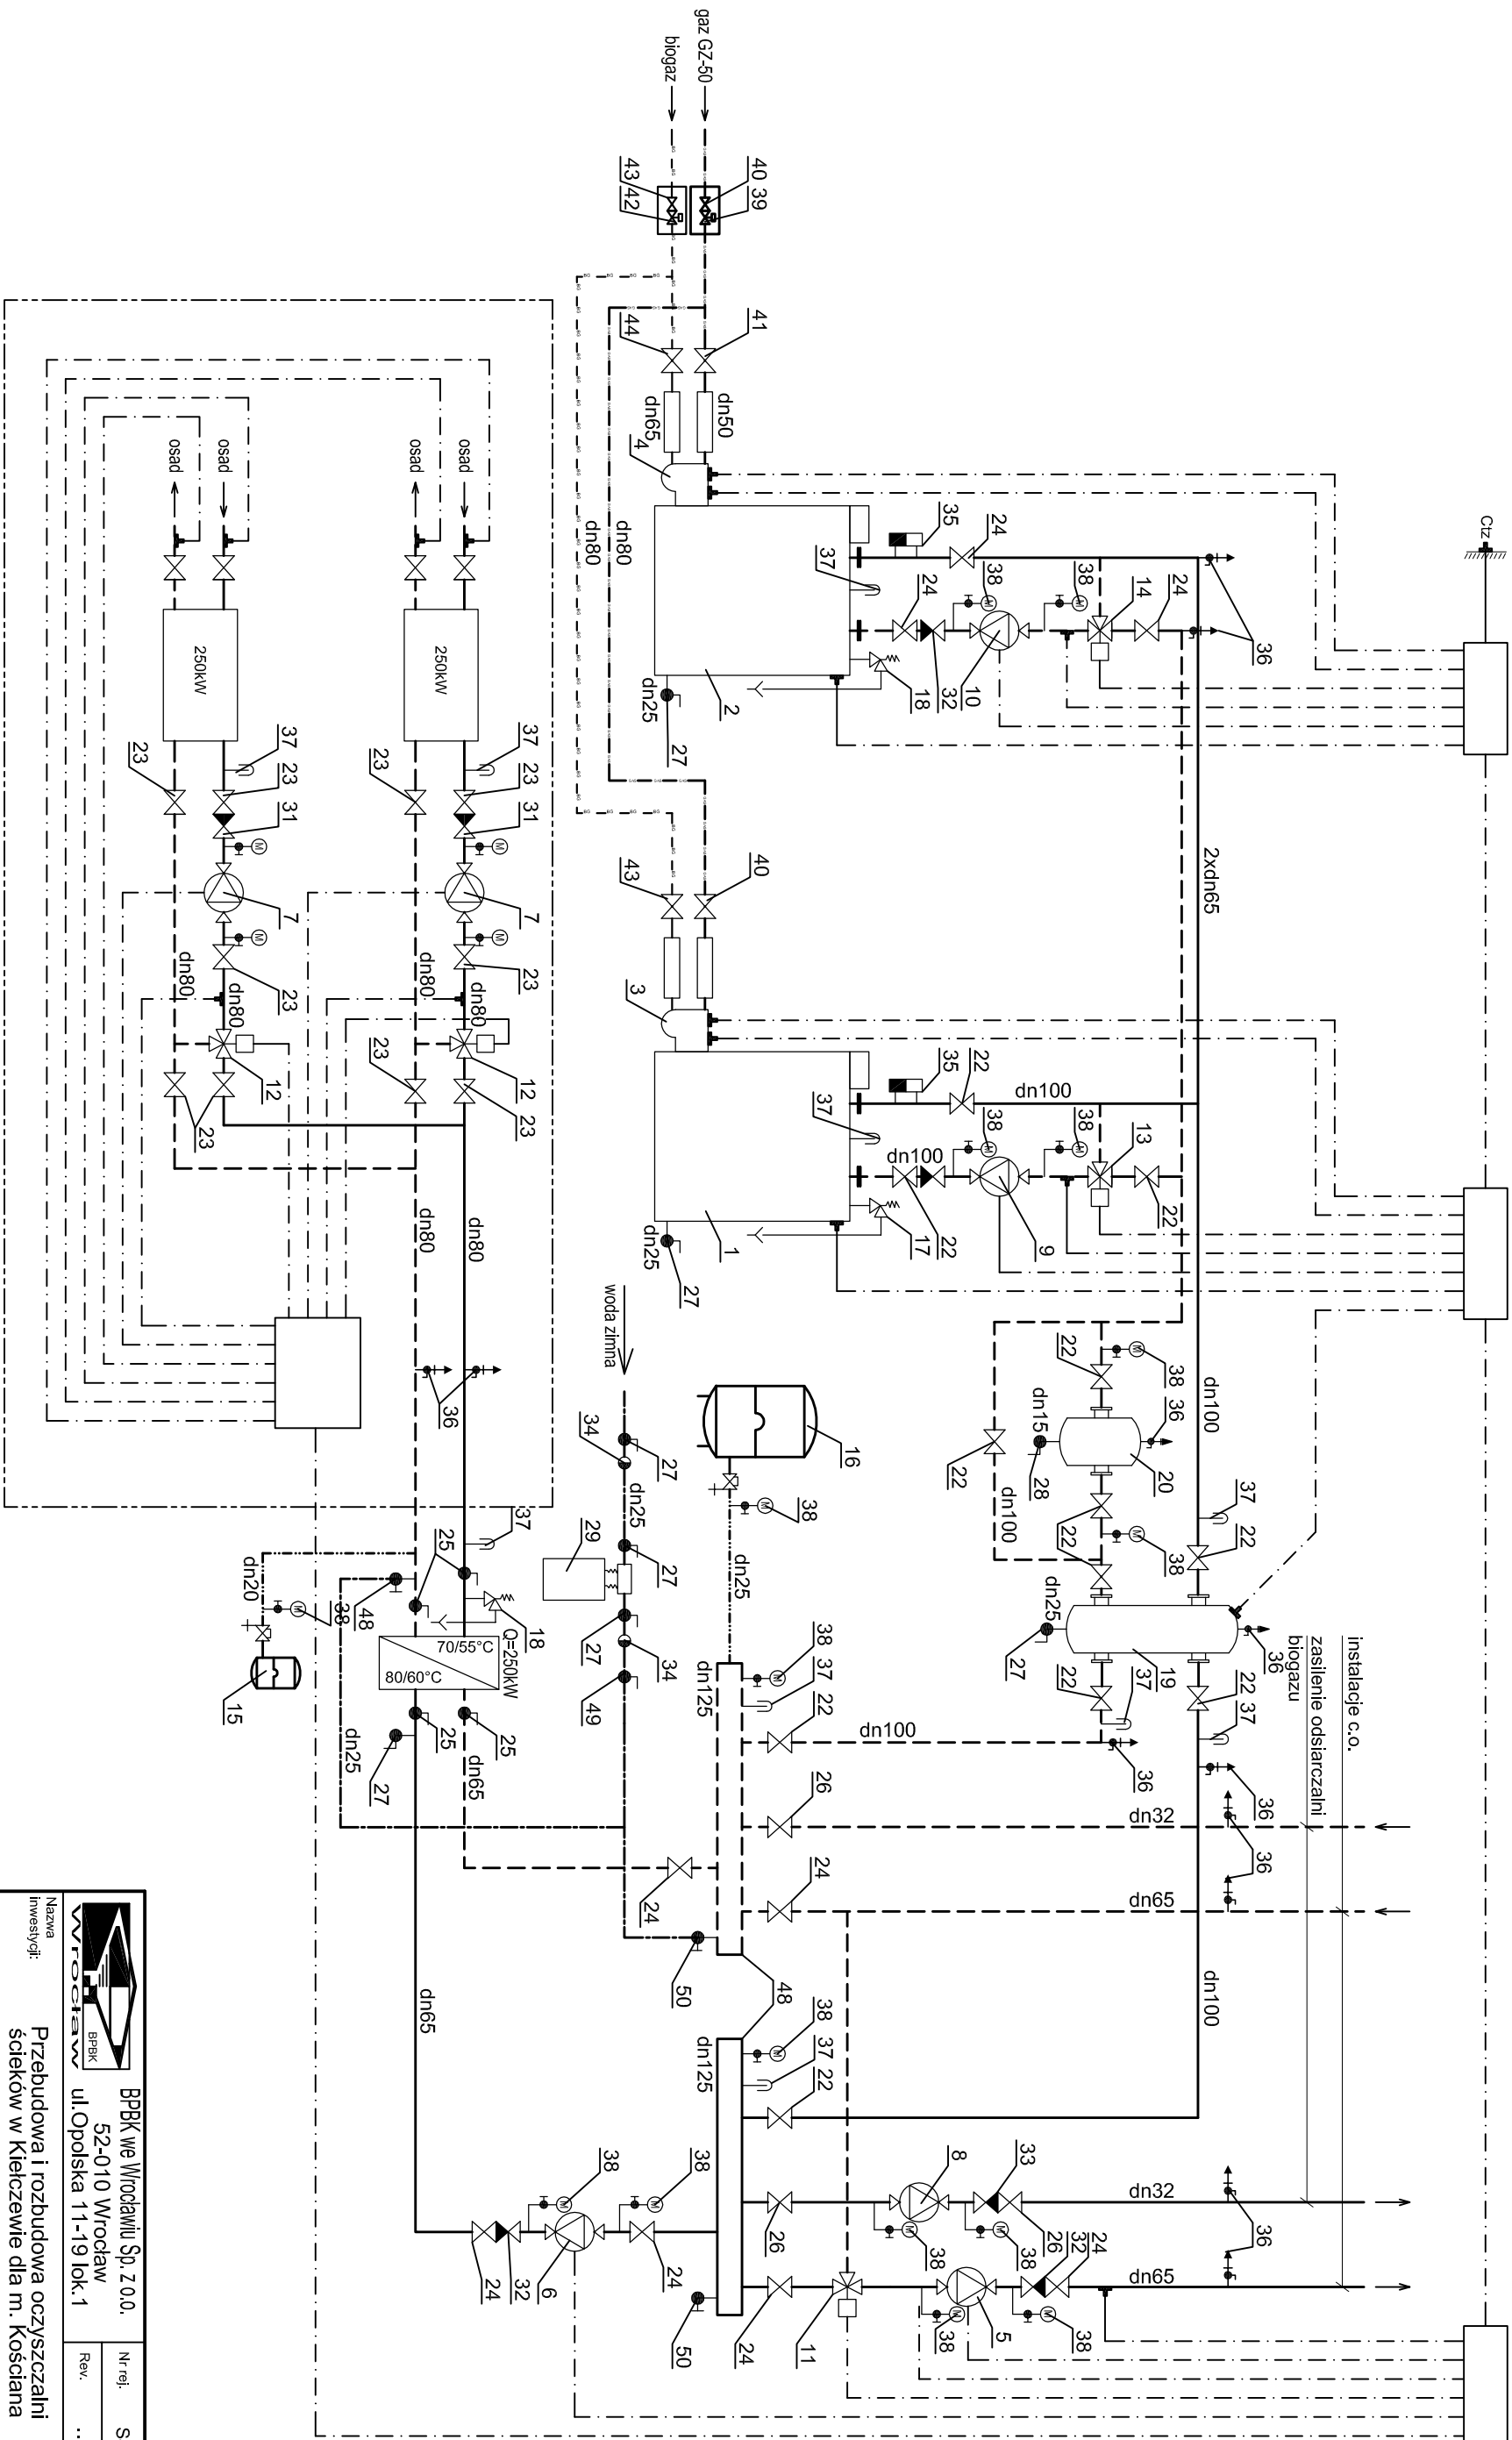 gaz GZ-50
biogaz
43
42
40
39
44
41
dn65
dn50
4
dn80
dn80
Ctz
35
24
37
24
38
38
14
24
36
32
10
18
2
dn25
27
2xdn65
43
40
3
35
22
dn100
37
dn100
38
38
13
22
9
22
17
1
dn25
27
osad
osad
osad
osad
250kW
250kW
37
23
23
31
37
23
23
31
7
7
23
23
dn80
dn80
dn80
dn80
12
12
23
23
23
dn80
dn80
36
woda zimna
34
27
dn25
29
27
27
34
49
16
38
dn25
22
38
36
dn15
28
20
22
dn100
22
38
dn100
37
22
dn25
27
36
19
22
37
22
37
36
36
instalacje c.o.
zasilenie odsiarczalni
biogazu
36
37
25
18
Q=250kW
70/55°C
80/60°C
48
38
dn20
15
25
25
27
dn25
dn65
dn125
38
37
22
dn100
26
dn32
24
dn65
24
50
48
dn100
dn65
dn125
38
37
22
8
33
26
26
38
38
dn32
36
24
32
dn65
38
38
5
11
24
50
38
38
24
6
32
24
BPBK
Wrocław
BPBK we Wrocławiu Sp. z o.o.
52-010 Wrocław
ul.Opolska 11-19 lok.1
Nr rej.
S
Rev.
..
Nazwa
inwestycji:
Przebudowa i rozbudowa oczyszczalni
ścieków w Kiełczewie dla m. Kościana